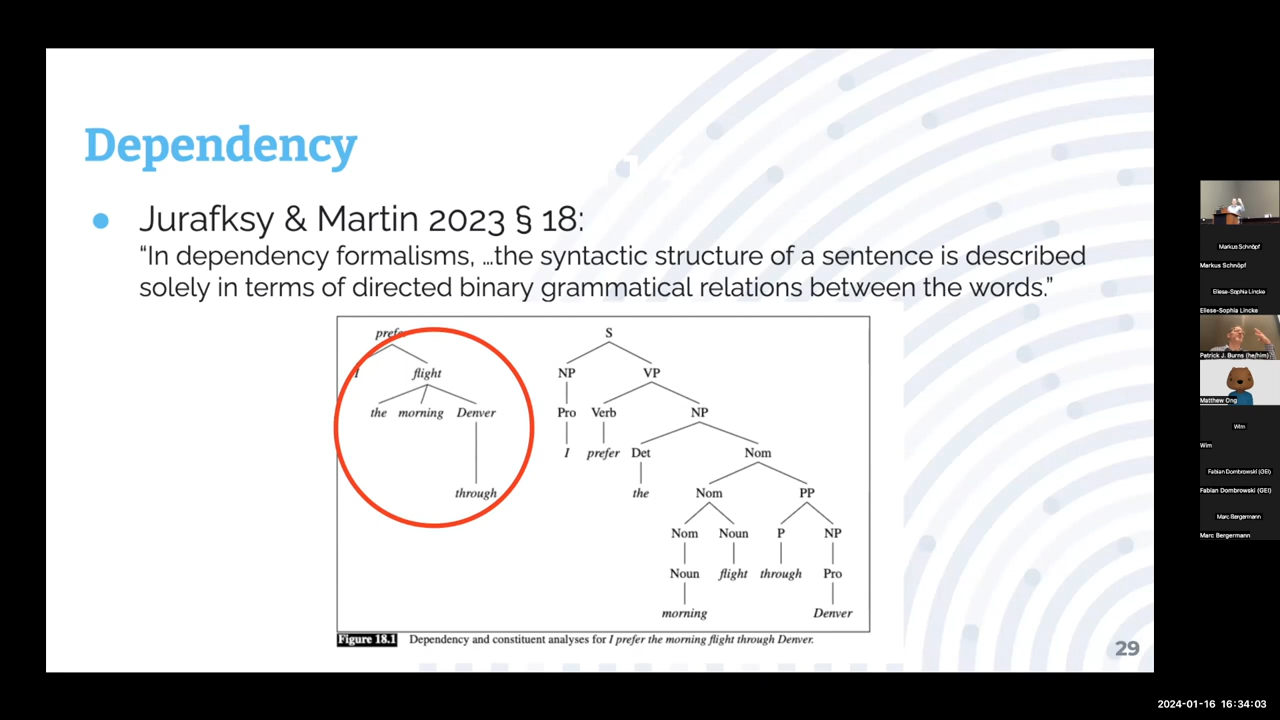 Dependency
Jurafksy & Martin 2023 § 18:
“In dependency formalisms, …the syntactic structure of a sentence is described
solely in terms of directed binary grammatical relations between the words.”
prefer
I flight
the morning Denver
through
S
NP VP
Pro Verb NP
I prefer Det Nom
the Nom PP
Nom Noun P NP
Noun flight through Pro
morning Denver
Figure 18.1 Dependency and constituent analyses for I prefer the morning flight through Denver.
29
Markus Schnöpf
Markus Schnöpf
Eliese-Sophia Lincke
Eliese-Sophia Lincke
Patrick J. Burns (he/him)
Matthew Ong
Wim
Wim
Fabian Dombrowski (GEI)
Fabian Dombrowski (GEI)
Marc Bergermann
Marc Bergermann
2024-01-16 16:34:03